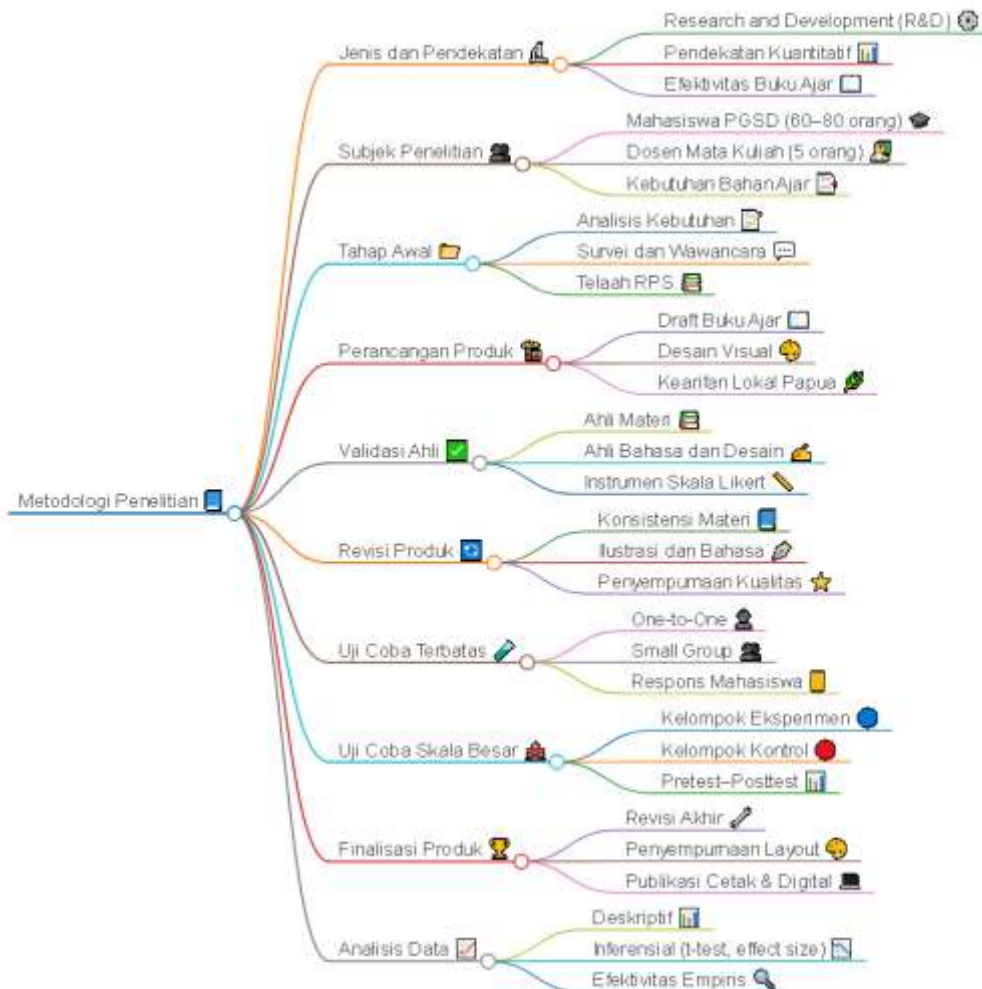 Metodologi Penelitian
Jenis dan Pendekatan
Research and Development (R&D)
Pendekatan Kuantitatif
Efektivitas Buku Ajar
Subjek Penelitian
Mahasiswa PGSD (60–80 orang)
Dosen Mata Kuliah (5 orang)
Kebutuhan Bahan Ajar
Tahap Awal
Analisis Kebutuhan
Survei dan Wawancara
Telaah RPS
Perancangan Produk
Draft Buku Ajar
Desain Visual
Kearifan Lokal Papua
Validasi Ahli
Ahli Materi
Ahli Bahasa dan Desain
Instrumen Skala Likert
Revisi Produk
Konsistensi Materi
Ilustrasi dan Bahasa
Penyempurnaan Kualitas
Uji Coba Terbatas
One-to-One
Small Group
Respons Mahasiswa
Uji Coba Skala Besar
Kelompok Eksperimen
Kelompok Kontrol
Pretest–Posttest
Finalisasi Produk
Revisi Akhir
Penyempurnaan Layout
Publikasi Cetak & Digital
Analisis Data
Deskriptif
Inferensial (t-test, effect size)
Efektivitas Empiris